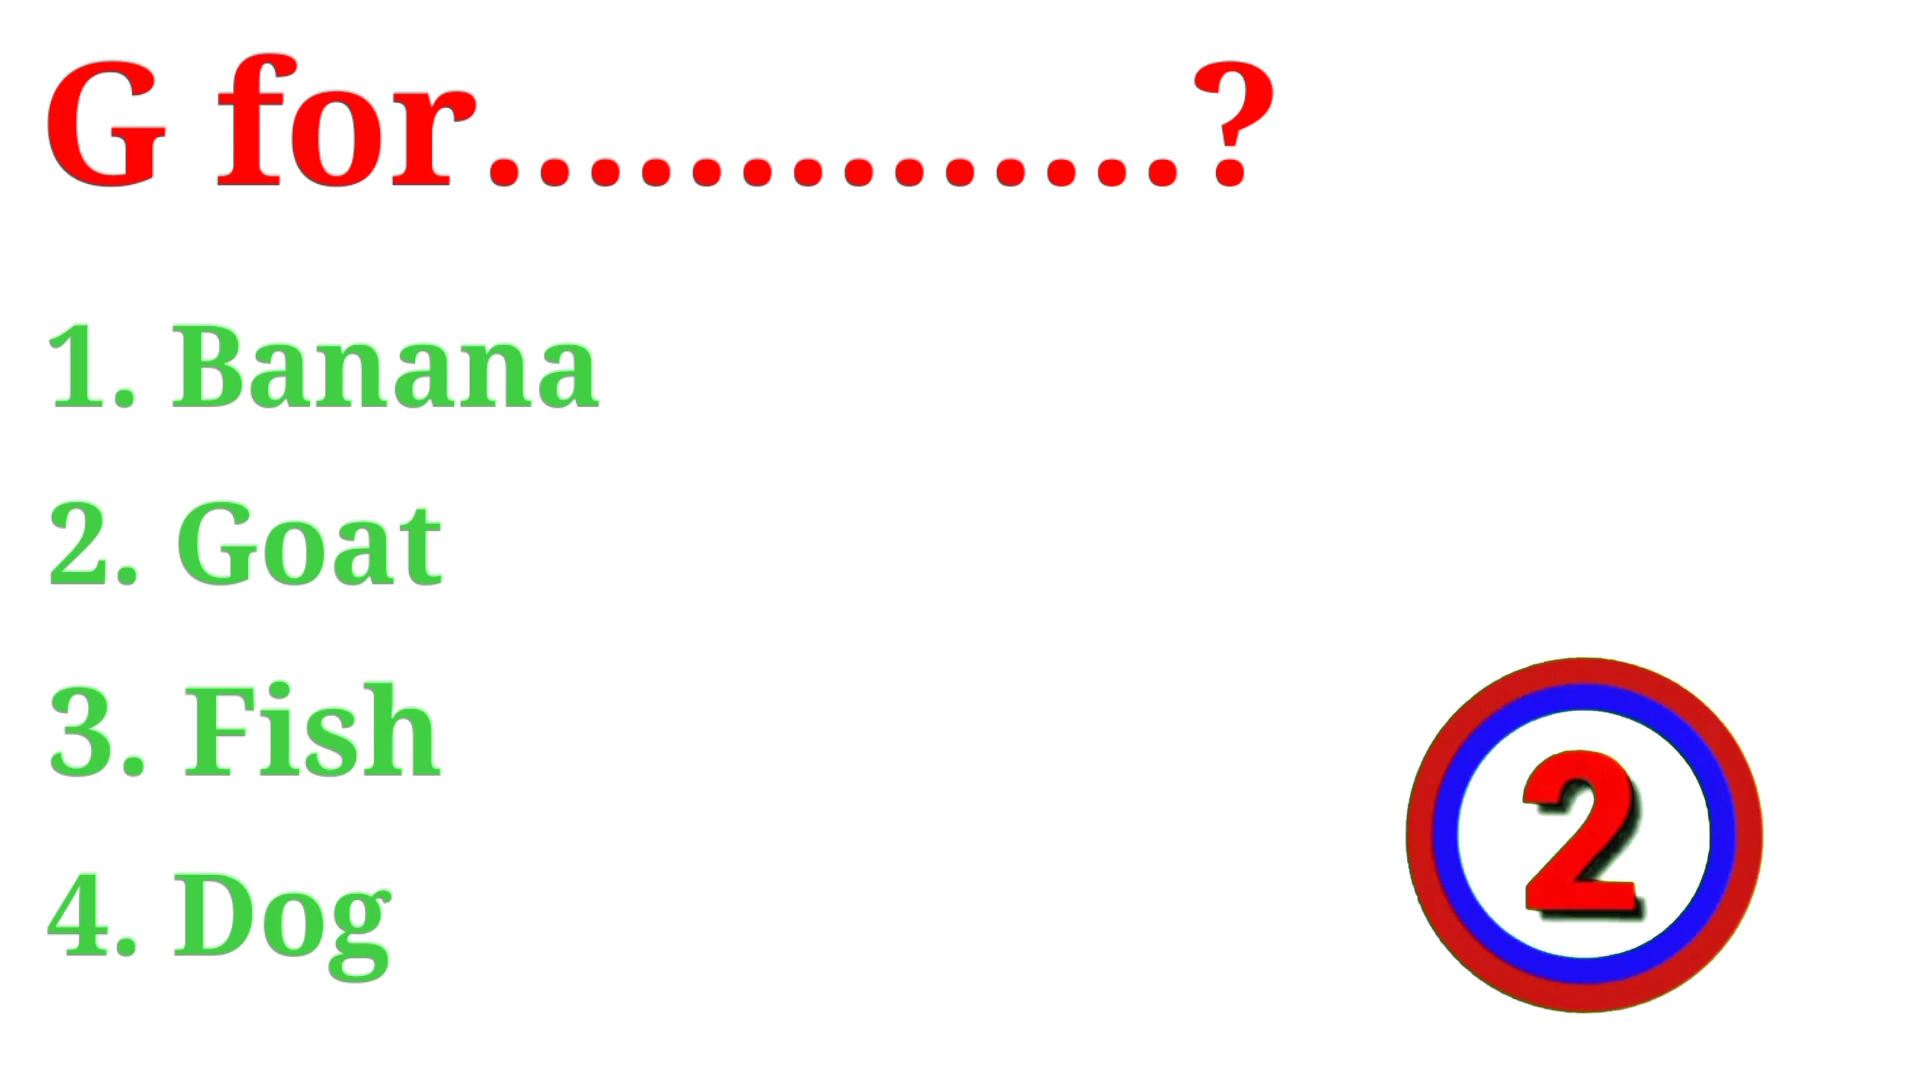 G for..............?
1. Banana
2. Goat
3. Fish
4. Dog
2